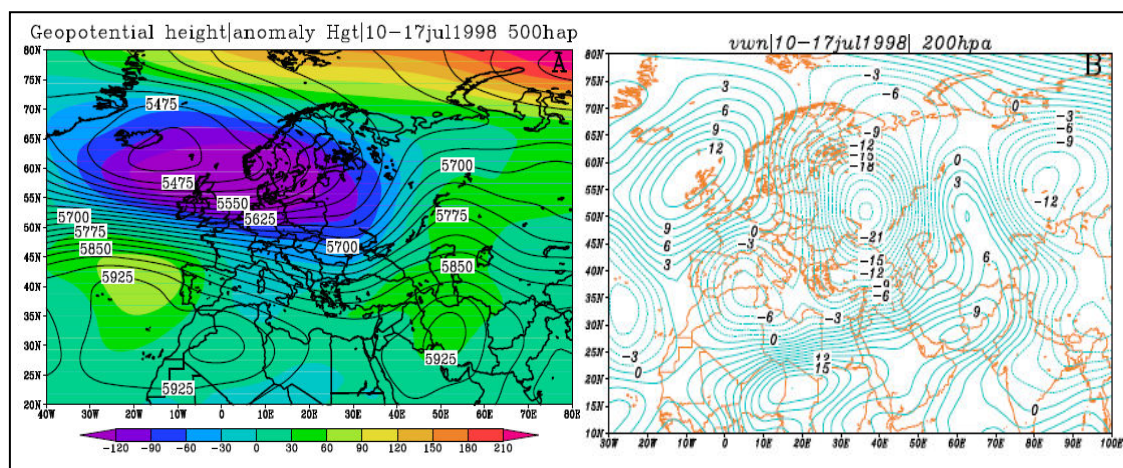 Geopotential height|anomaly Hgt|10-17jul1998 500hap
A
80N
75N
70N
65N
60N
55N
50N
45N
40N
35N
30N
25N
20N
5475
5475
5550
5625
5700
5700
5700
5775
5775
5850
5850
5925
5925
5925
40W 30W 20W 10W 0 10E 20E 30E 40E 50E 60E 70E 80E
-120 -90 -60 -30 0 30 60 90 120 150 180 210
vwn|10-17jul1998| 200hpa
B
80N
75N
70N
65N
60N
55N
50N
45N
40N
35N
30N
25N
20N
15N
10N
3
6
9
12
-3
-6
0
-3
-6
-9
-9
-12
-15
-18
0
3
-12
9
6
3
0
-3
-21
-15
-12
-9
-6
6
-6
-3
9
0
-3
0
12
15
0
30W 20W 10W 0 10E 20E 30E 40E 50E 60E 70E 80E 90E 100E